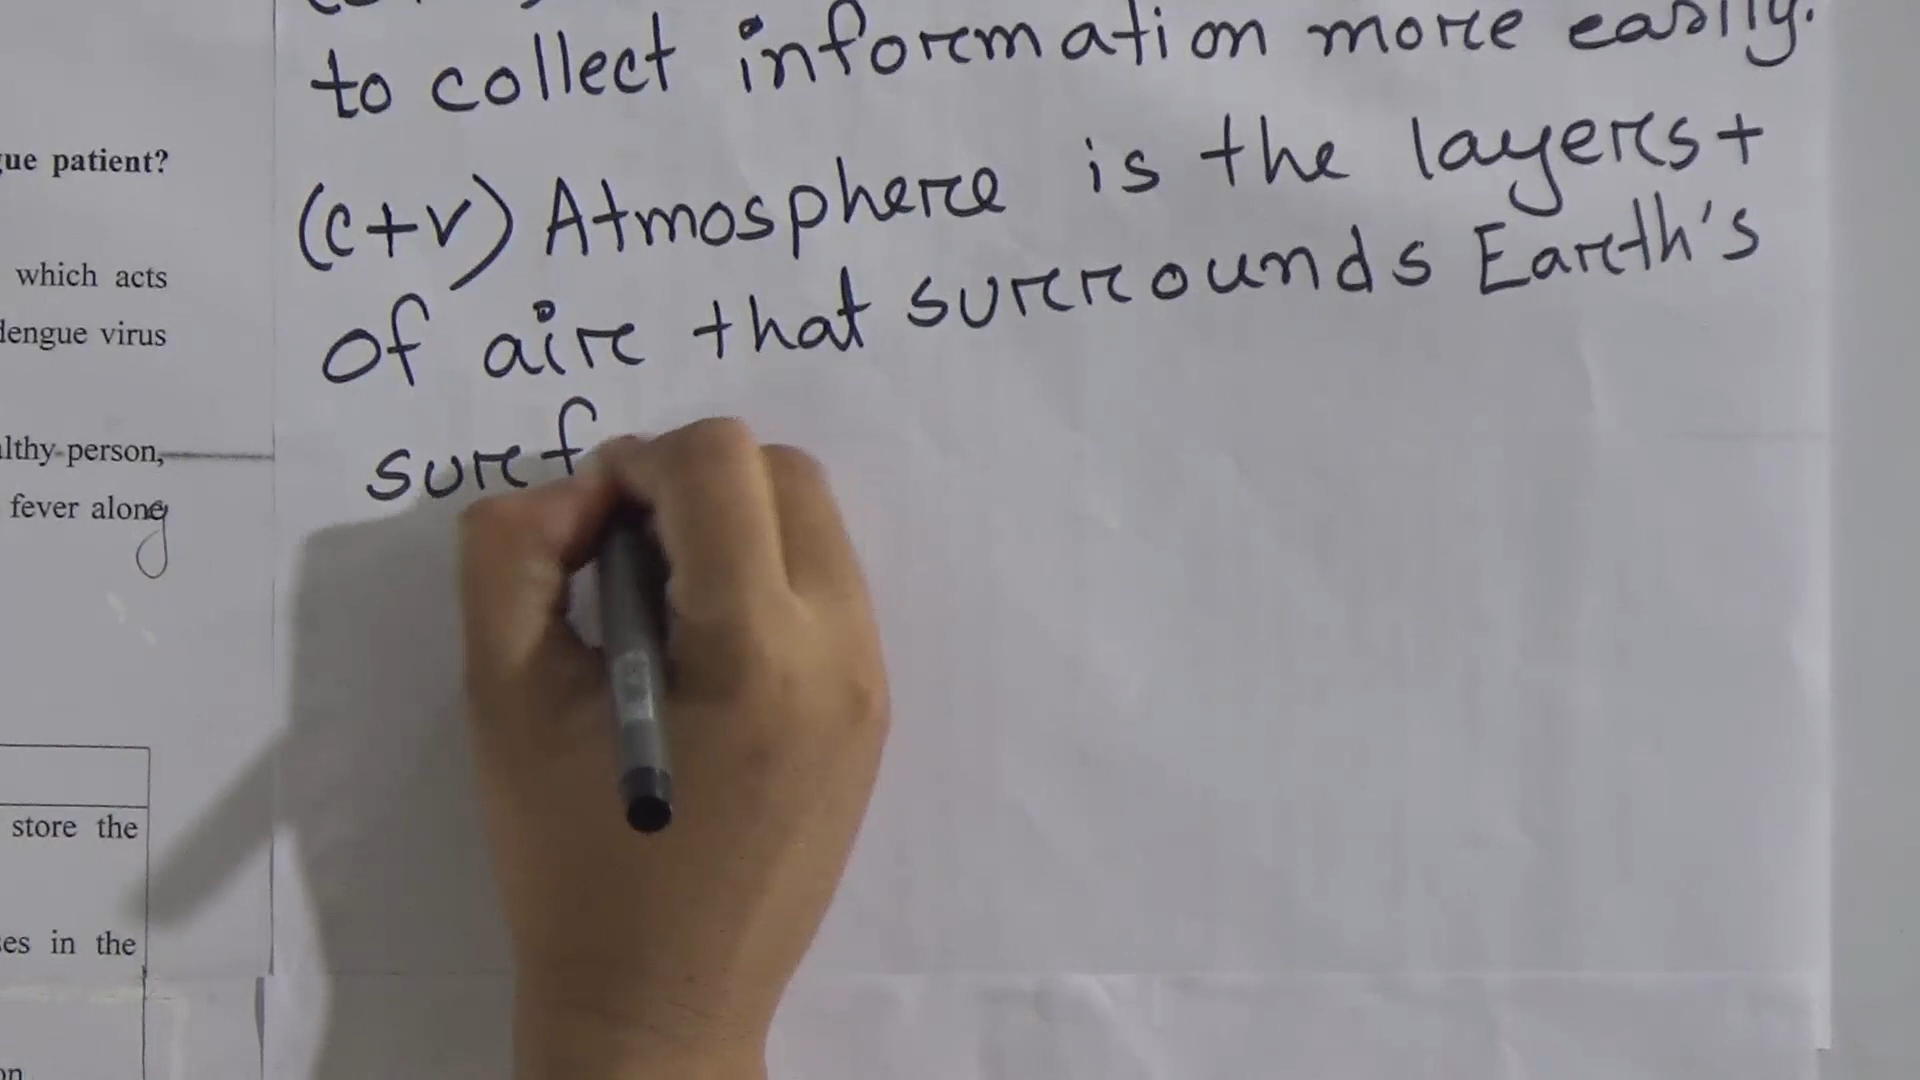 ue patient?
which acts
dengue virus
lthy person,
fever along
store the
es in the
to collect information more easily.
(c+v) Atmosphere is the layers +
of air that surrounds Earth's
surf